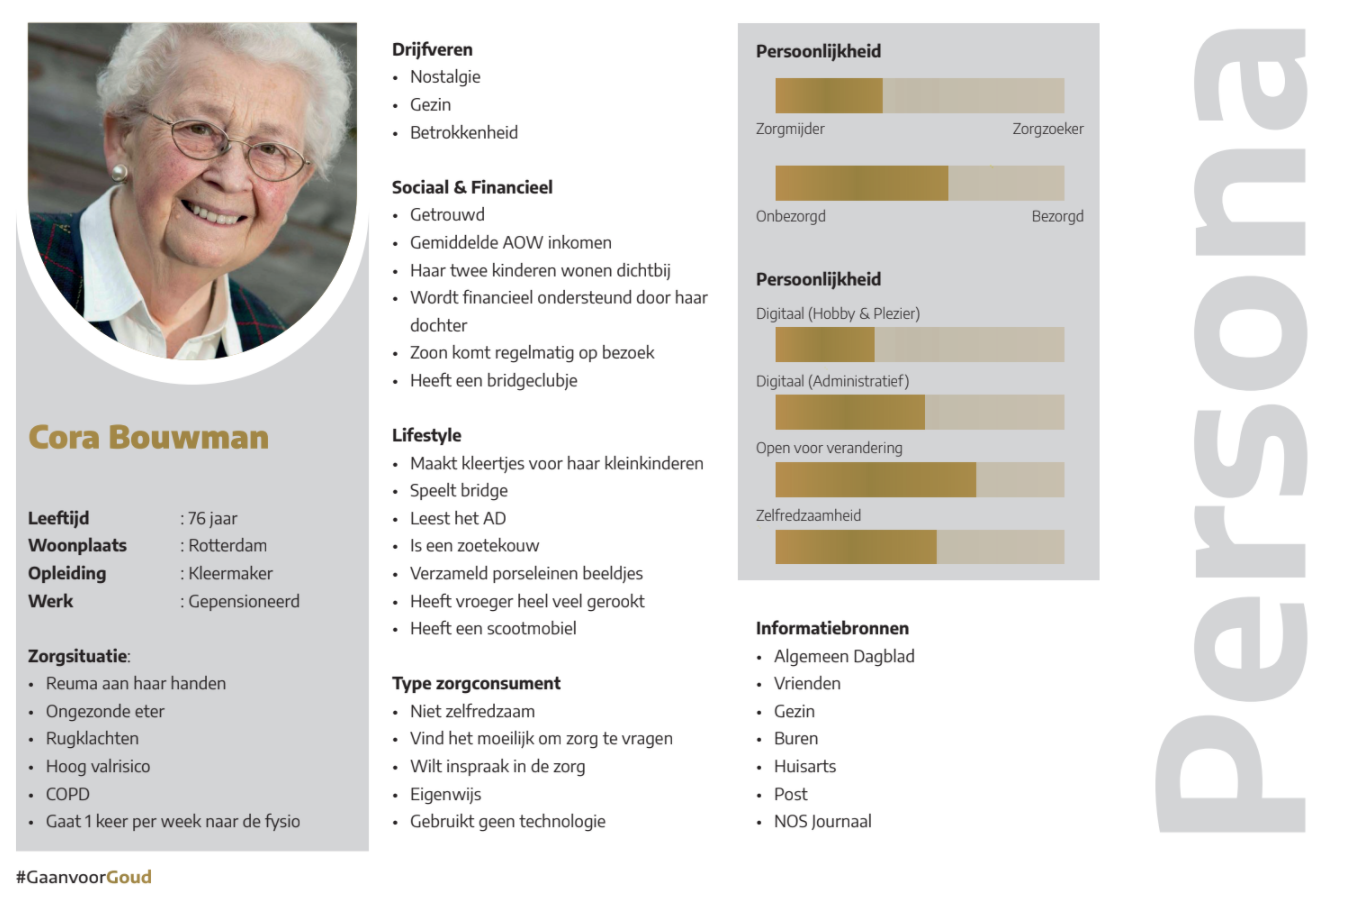 Cora Bouwman
Leeftijd : 76 jaar
Woonplaats : Rotterdam
Opleiding : Kleermaker
Werk : Gepensioneerd
Zorgsituatie:
• Reuma aan haar handen
• Ongezonde eter
• Rugklachten
• Hoog valrisico
• COPD
• Gaat 1 keer per week naar de fysio
#GaanvoorGoud
Drijfveren
• Nostalgie
• Gezin
• Betrokkenheid
Sociaal & Financieel
• Getrouwd
• Gemiddelde AOW inkomen
• Haar twee kinderen wonen dichtbij
• Wordt financieel ondersteund door haar
dochter
• Zoon komt regelmatig op bezoek
• Heeft een bridgeclubje
Lifestyle
• Maakt kleertjes voor haar kleinkinderen
• Speelt bridge
• Leest het AD
• Is een zoetekouw
• Verzameld porseleinen beeldjes
• Heeft vroeger heel veel gerookt
• Heeft een scootmobiel
Type zorgconsument
• Niet zelfredzaam
• Vind het moeilijk om zorg te vragen
• Wilt inspraak in de zorg
• Eigenwijs
• Gebruikt geen technologie
Persoonlijkheid
Zorgmijder Zorgzoeker
Onbezorgd Bezorgd
Persoonlijkheid
Digitaal (Hobby & Plezier)
Digitaal (Administratief)
Open voor verandering
Zelfredzaamheid
Informatiebronnen
• Algemeen Dagblad
• Vrienden
• Gezin
• Buren
• Huisarts
• Post
• NOS Journaal
Persona